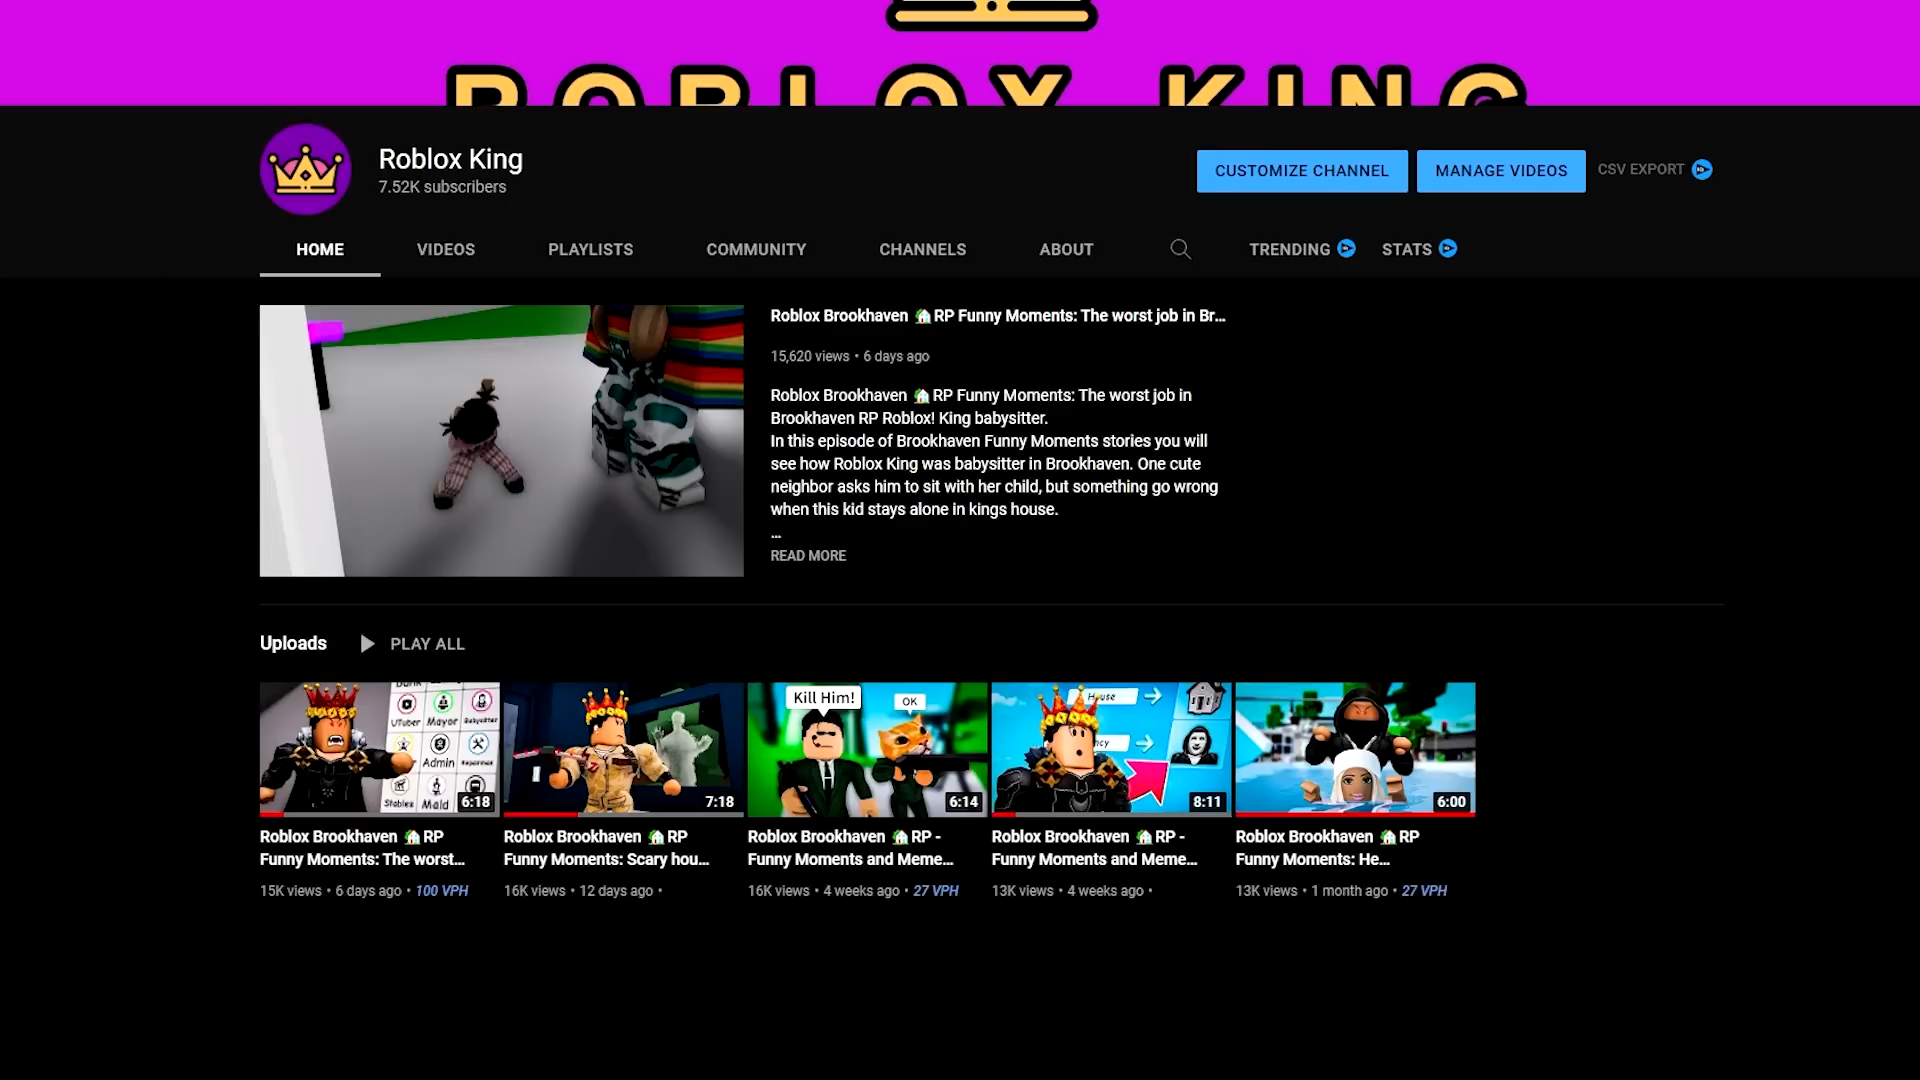 ROBLOX KING
Roblox King
7.52K subscribers
CUSTOMIZE CHANNEL
MANAGE VIDEOS
CSV EXPORT
HOME
VIDEOS
PLAYLISTS
COMMUNITY
CHANNELS
ABOUT
TRENDING
STATS
Roblox Brookhaven 🏠RP Funny Moments: The worst job in Br...
15,620 views • 6 days ago
Roblox Brookhaven 🏠RP Funny Moments: The worst job in
Brookhaven RP Roblox! King babysitter.
In this episode of Brookhaven Funny Moments stories you will
see how Roblox King was babysitter in Brookhaven. One cute
neighbor asks him to sit with her child, but something go wrong
when this kid stays alone in kings house.
...
READ MORE
Uploads
PLAY ALL
UTuber
Mayor
Babysitter
Admin
Repairman
Stables
Maid
6:18
7:18
Kill Him!
OK
6:14
House
8:11
6:00
Roblox Brookhaven 🏠RP
Funny Moments: The worst...
15K views • 6 days ago • 100 VPH
Roblox Brookhaven 🏠RP
Funny Moments: Scary hou...
16K views • 12 days ago •
Roblox Brookhaven 🏠RP -
Funny Moments and Meme...
16K views • 4 weeks ago • 27 VPH
Roblox Brookhaven 🏠RP -
Funny Moments and Meme...
13K views • 4 weeks ago •
Roblox Brookhaven 🏠RP
Funny Moments: He...
13K views • 1 month ago • 27 VPH